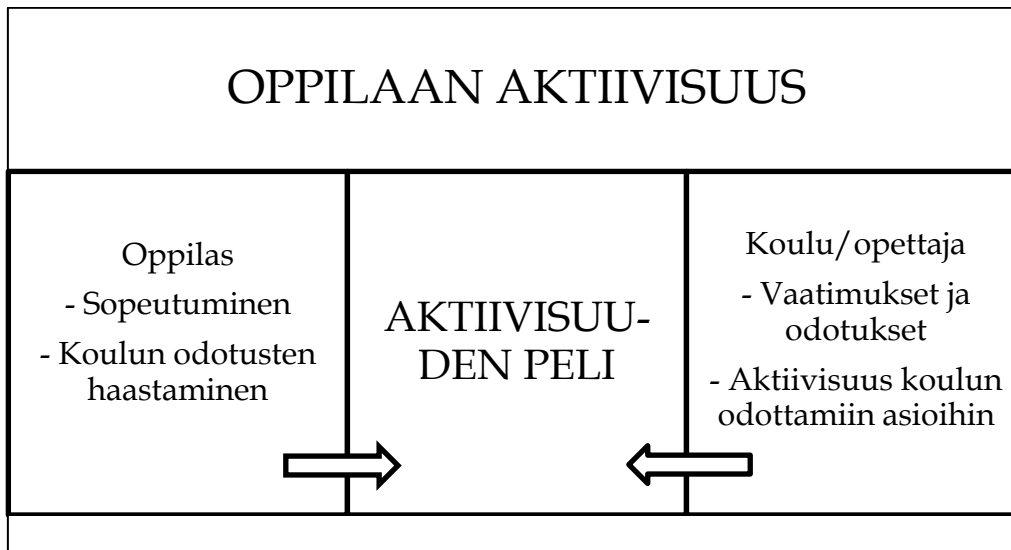 OPPILAAN AKTIIVISUUS
Oppilas
- Sopeutuminen
- Koulun odotusten
haastaminen
AKTIIVISUU-
DEN PELI
Koulu/opettaja
- Vaatimukset ja
odotukset
- Aktiivisuus koulun
odottamiin asioihin